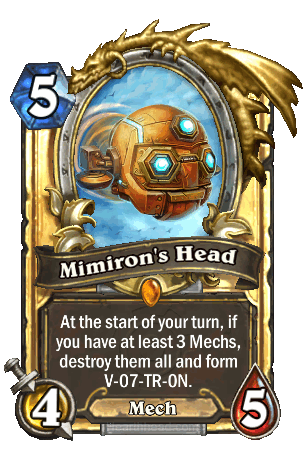 5
Mimiron's Head
At the start of your turn, if
you have at least 3 Mechs,
destroy them all and form
V-07-TR-0N.
4
Mech
5